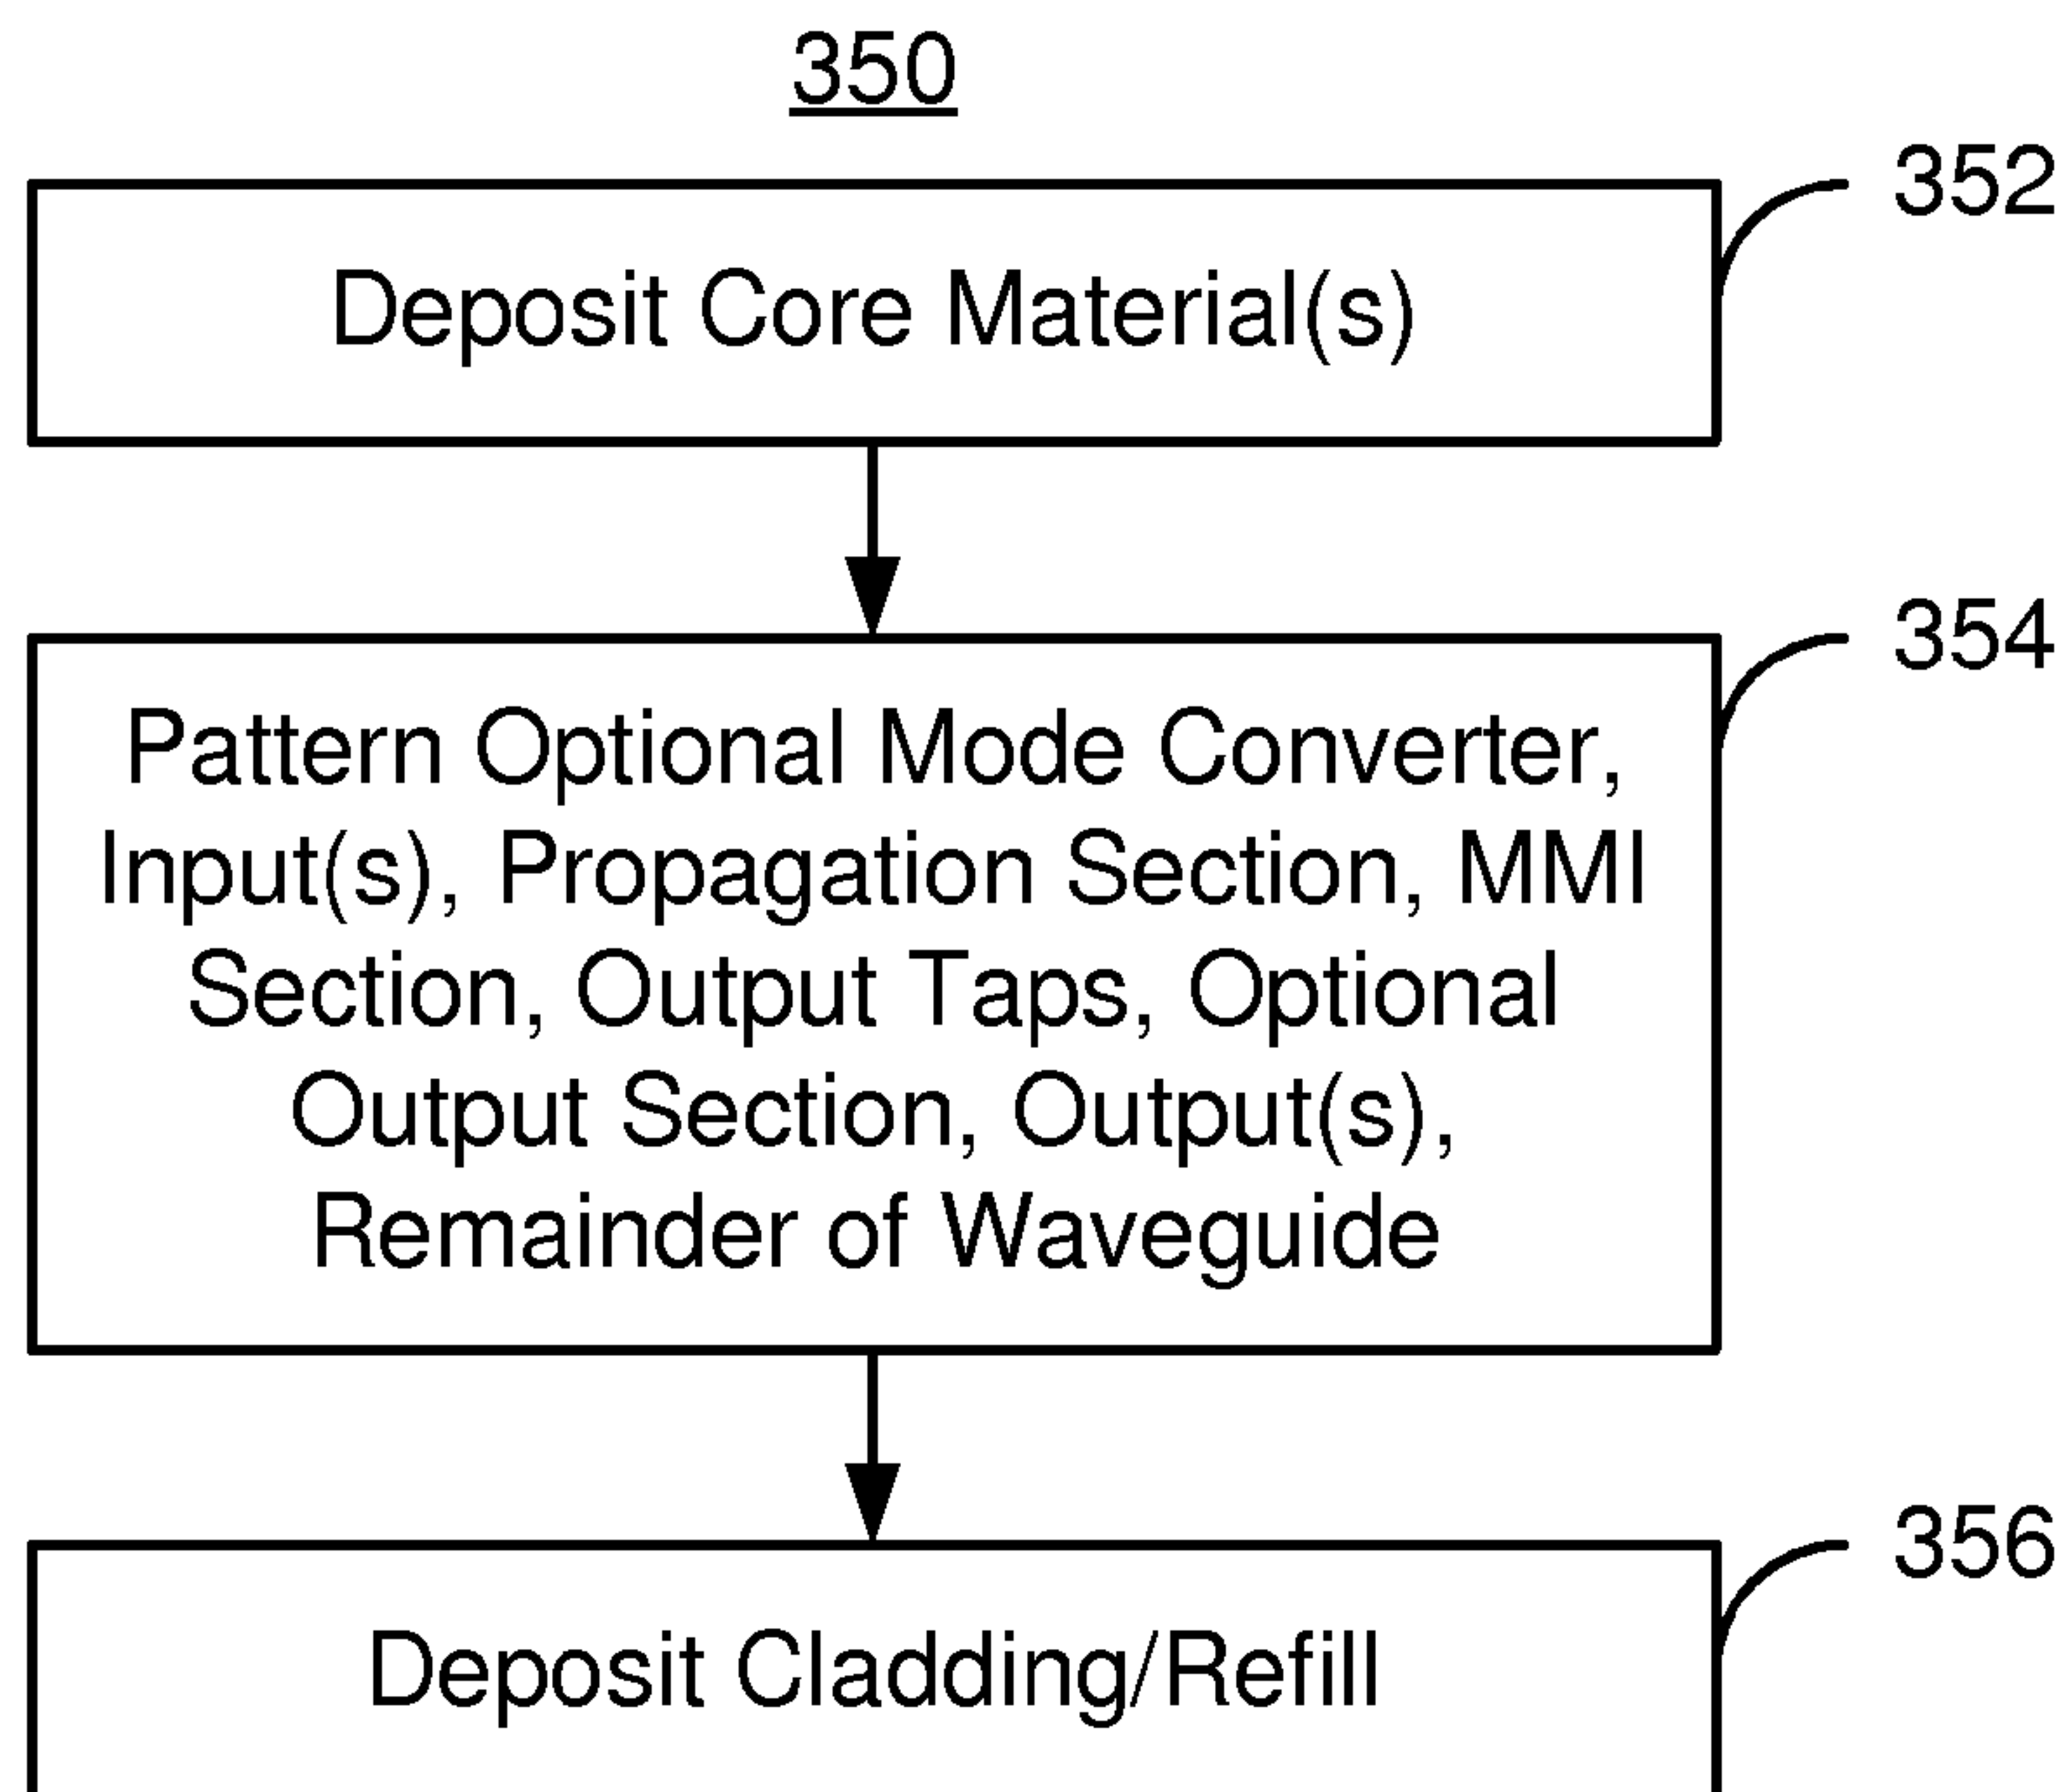 350
352
Deposit Core Material(s)
354
Pattern Optional Mode Converter,
Input(s), Propagation Section, MMI
Section, Output Taps, Optional
Output Section, Output(s),
Remainder of Waveguide
356
Deposit Cladding/Refill